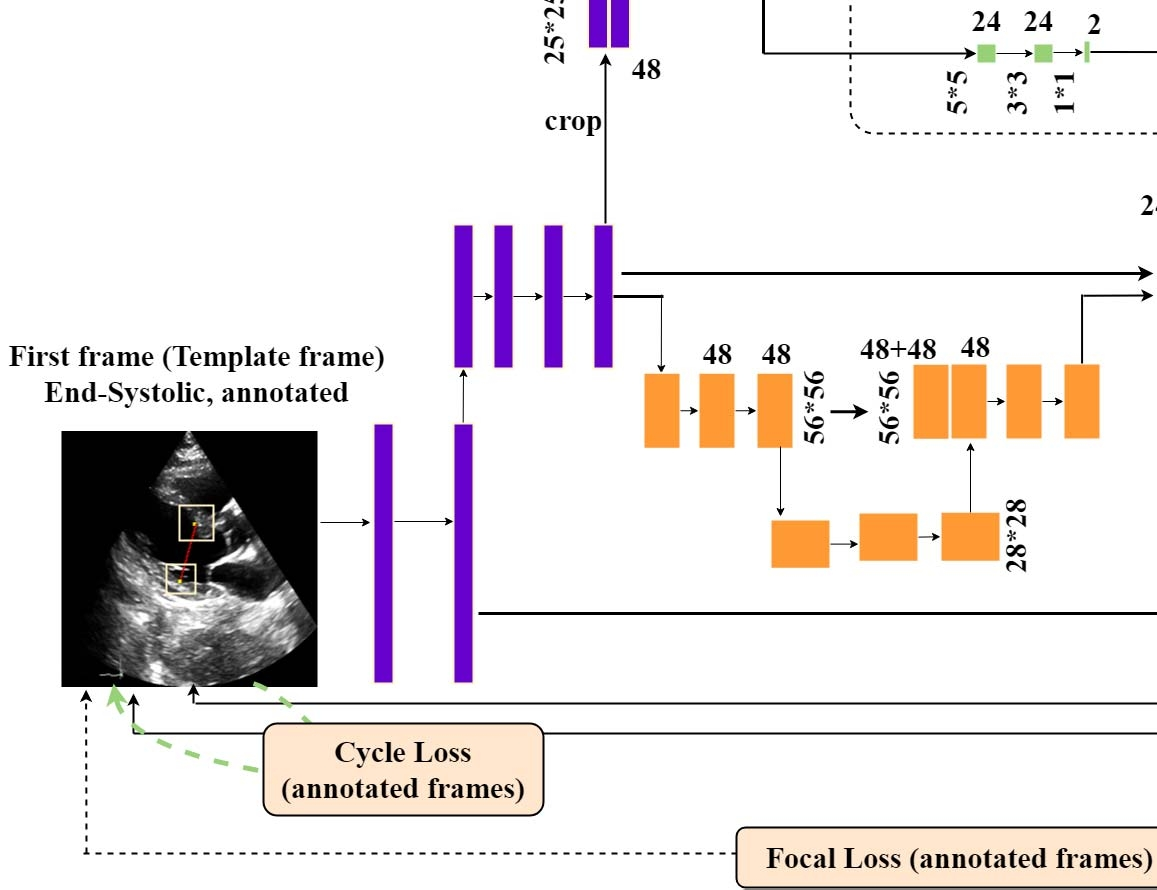 24 24 2
25*25
48
5*5
3*3
1*1
crop
First frame (Template frame)
End-Systolic, annotated
48 48
56*56
48+48 48
56*56
28*28
Cycle Loss
(annotated frames)
Focal Loss (annotated frames)